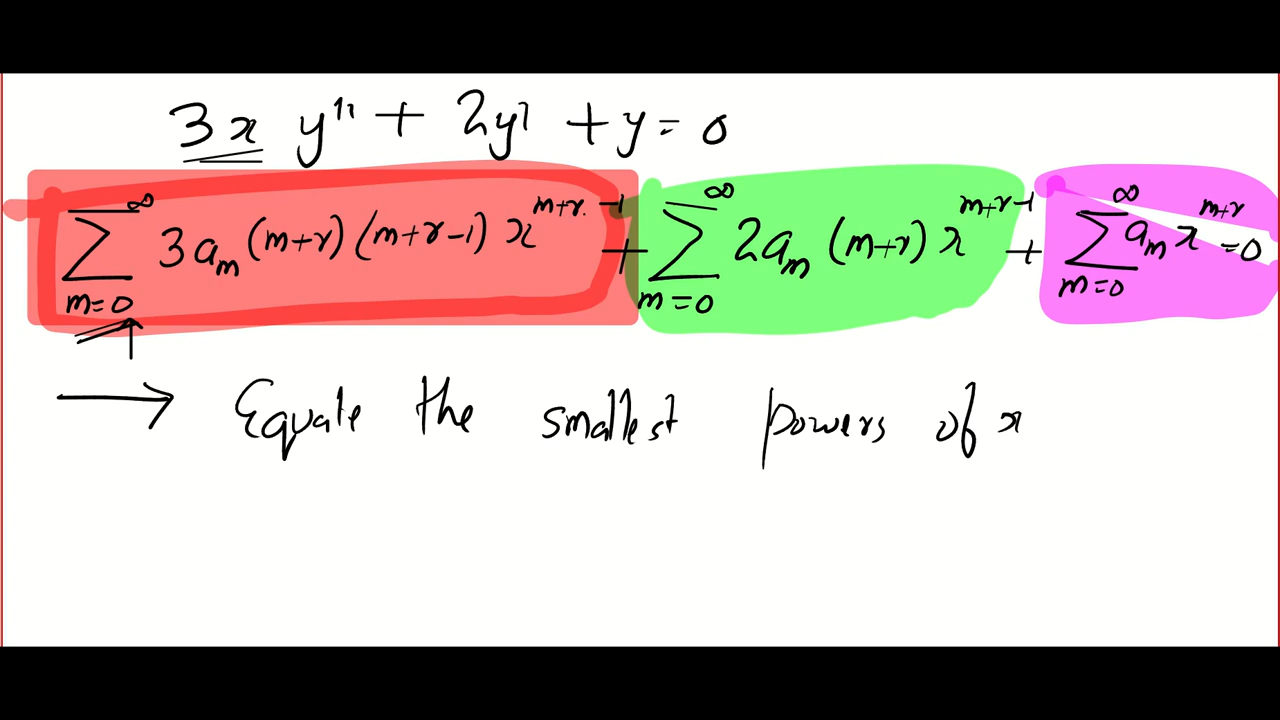 3x y'' + 2y' + y = 0
∑_{m=0}^{∞} 3a_m (m+r) (m+r-1) x^{m+r-1} + ∑_{m=0}^{∞} 2a_m (m+r) x^{m+r-1} + ∑_{m=0}^{∞} a_m x^{m+r} = 0
→ Equate the smallest powers of x